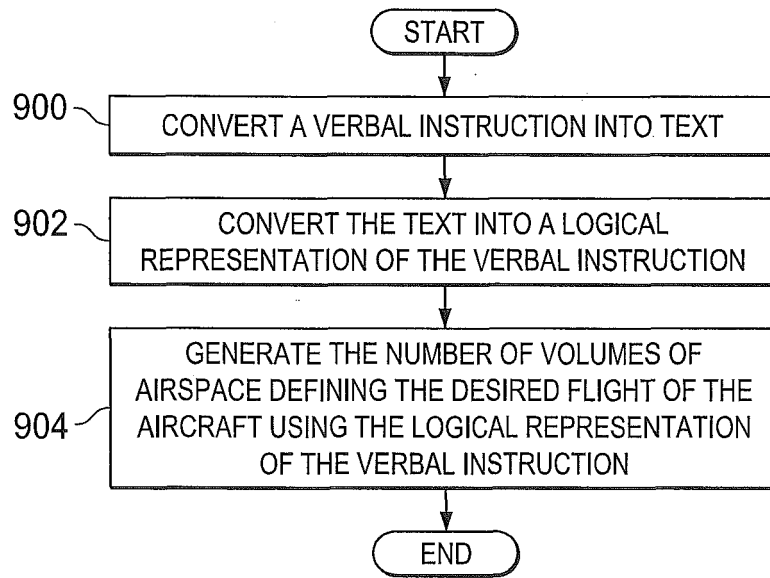 START
900
CONVERT A VERBAL INSTRUCTION INTO TEXT
902
CONVERT THE TEXT INTO A LOGICAL
REPRESENTATION OF THE VERBAL INSTRUCTION
904
GENERATE THE NUMBER OF VOLUMES OF
AIRSPACE DEFINING THE DESIRED FLIGHT OF THE
AIRCRAFT USING THE LOGICAL REPRESENTATION
OF THE VERBAL INSTRUCTION
END